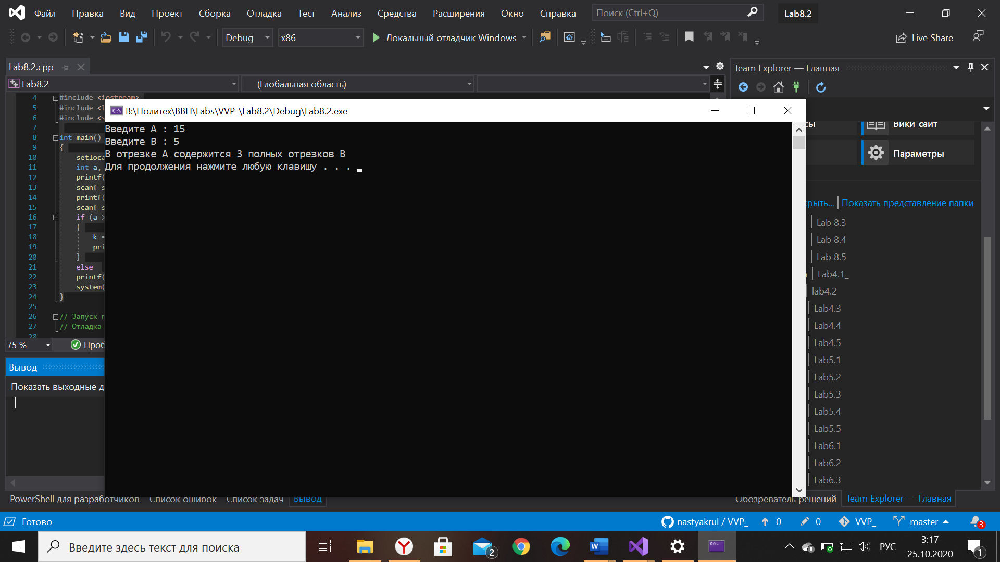 Файл Правка Вид Проект Сборка Отладка Тест Анализ Средства Расширения Окно Справка Поиск (Ctrl+Q) Lab8.2
Debug x86 Локальный отладчик Windows Live Share
Lab8.2.cpp
Lab8.2 (Глобальная область)
Team Explorer — Главная
4 #include <iostream>
5 #include <
6 #include <
7
8 int main()
9 {
10 setloca
11 int a,
12 printf(
13 scanf_s
14 printf(
15 scanf_s
16 if (a >
17 {
18 k =
19 pri
20 }
21 else
22 printf(
23 system(
24 }
25
26 // Запуск п
27 // Отладка
28
B:\Политех\ВВП\Labs\VVP_\Lab8.2\Debug\Lab8.2.exe
Введите A : 15
Введите B : 5
В отрезке A содержится 3 полных отрезков B
Для продолжения нажмите любую клавишу . . .
сы Вики-сайт
Параметры
крыть... Показать представление папки
Lab 8.3
Lab 8.4
Lab 8.5
Lab4.1_
lab4.2
Lab4.3
Lab4.4
Lab4.5
Lab5.1
Lab5.2
Lab5.3
Lab5.4
Lab5.5
Lab6.1
Lab6.2
Lab6.3
75 % Проб
Вывод
Показать выходные д
PowerShell для разработчиков Список ошибок Список задач Вывод
Обозреватель решений Team Explorer — Главная
Готово nastyakrul / VVP_ 0 0 VVP_ master 3
Введите здесь текст для поиска 2 РУС 3:17
25.10.2020 1